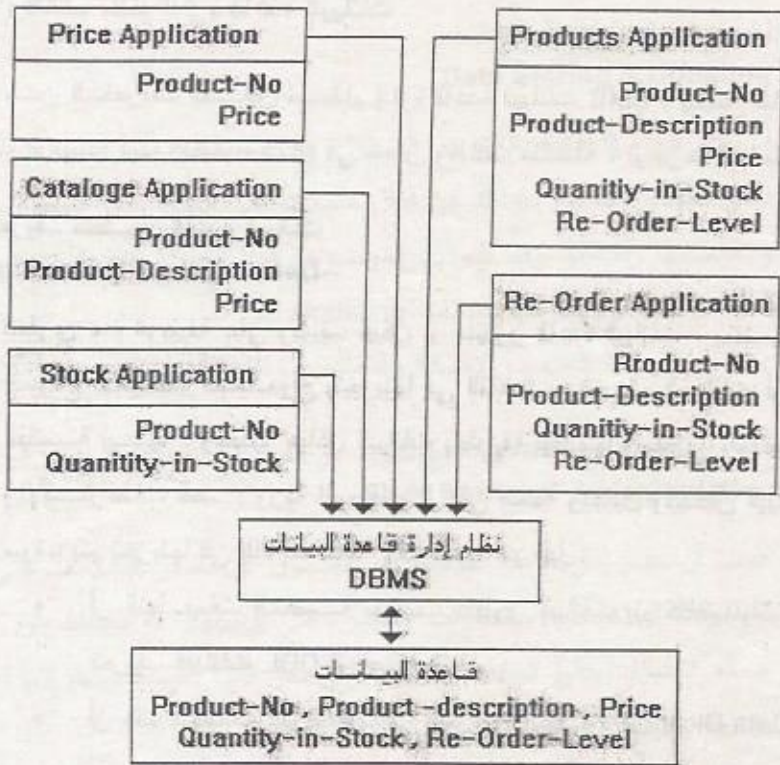 Price Application
Product-No
Price
Cataloge Application
Product-No
Product-Description
Price
Stock Application
Product-No
Quanitity-in-Stock
Products Application
Product-No
Product-Description
Price
Quanitiy-in-Stock
Re-Order-Level
Re-Order Application
Rroduct-No
Product-Description
Quanitiy-in-Stock
Re-Order-Level
نظام إدارة قاعدة البيانات
DBMS
قاعدة البيانات
Product-No , Product-description , Price
Quantity-in-Stock , Re-Order-Level